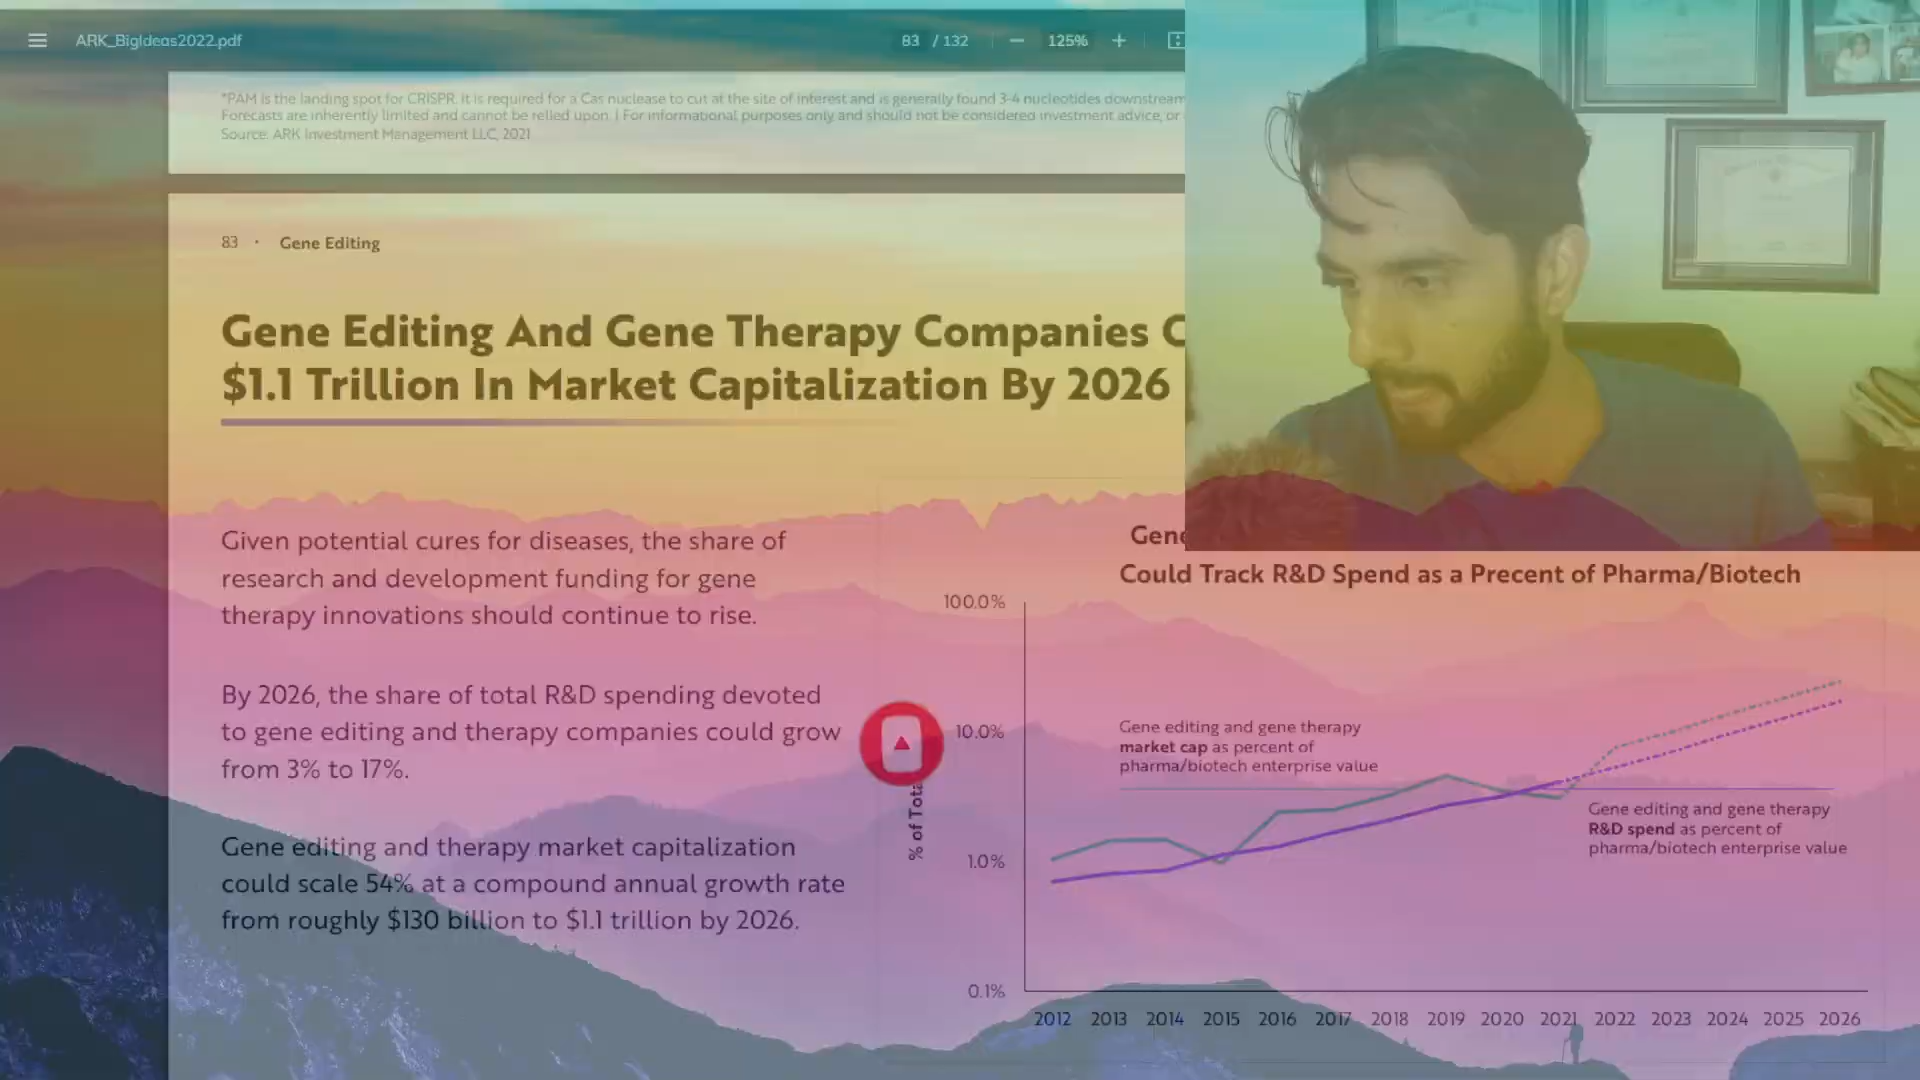 ARK_BigIdeas2022.pdf
83 / 132
125%
*PAM is the landing spot for CRISPR. It is required for a Cas nuclease to cut at the site of interest and is generally found 3-4 nucleotides downstream
Forecasts are inherently limited and cannot be relied upon. | For informational purposes only and should not be considered investment advice, or
Source: ARK Investment Management LLC, 2021
83 · Gene Editing
Gene Editing And Gene Therapy Companies C
$1.1 Trillion In Market Capitalization By 2026
Given potential cures for diseases, the share of
research and development funding for gene
therapy innovations should continue to rise.
By 2026, the share of total R&D spending devoted
to gene editing and therapy companies could grow
from 3% to 17%.
Gene editing and therapy market capitalization
could scale 54% at a compound annual growth rate
from roughly $130 billion to $1.1 trillion by 2026.
Gene
Could Track R&D Spend as a Precent of Pharma/Biotech
100.0%
10.0%
1.0%
0.1%
% of Tota
Gene editing and gene therapy
market cap as percent of
pharma/biotech enterprise value
Gene editing and gene therapy
R&D spend as percent of
pharma/biotech enterprise value
2012 2013 2014 2015 2016 2017 2018 2019 2020 2021 2022 2023 2024 2025 2026